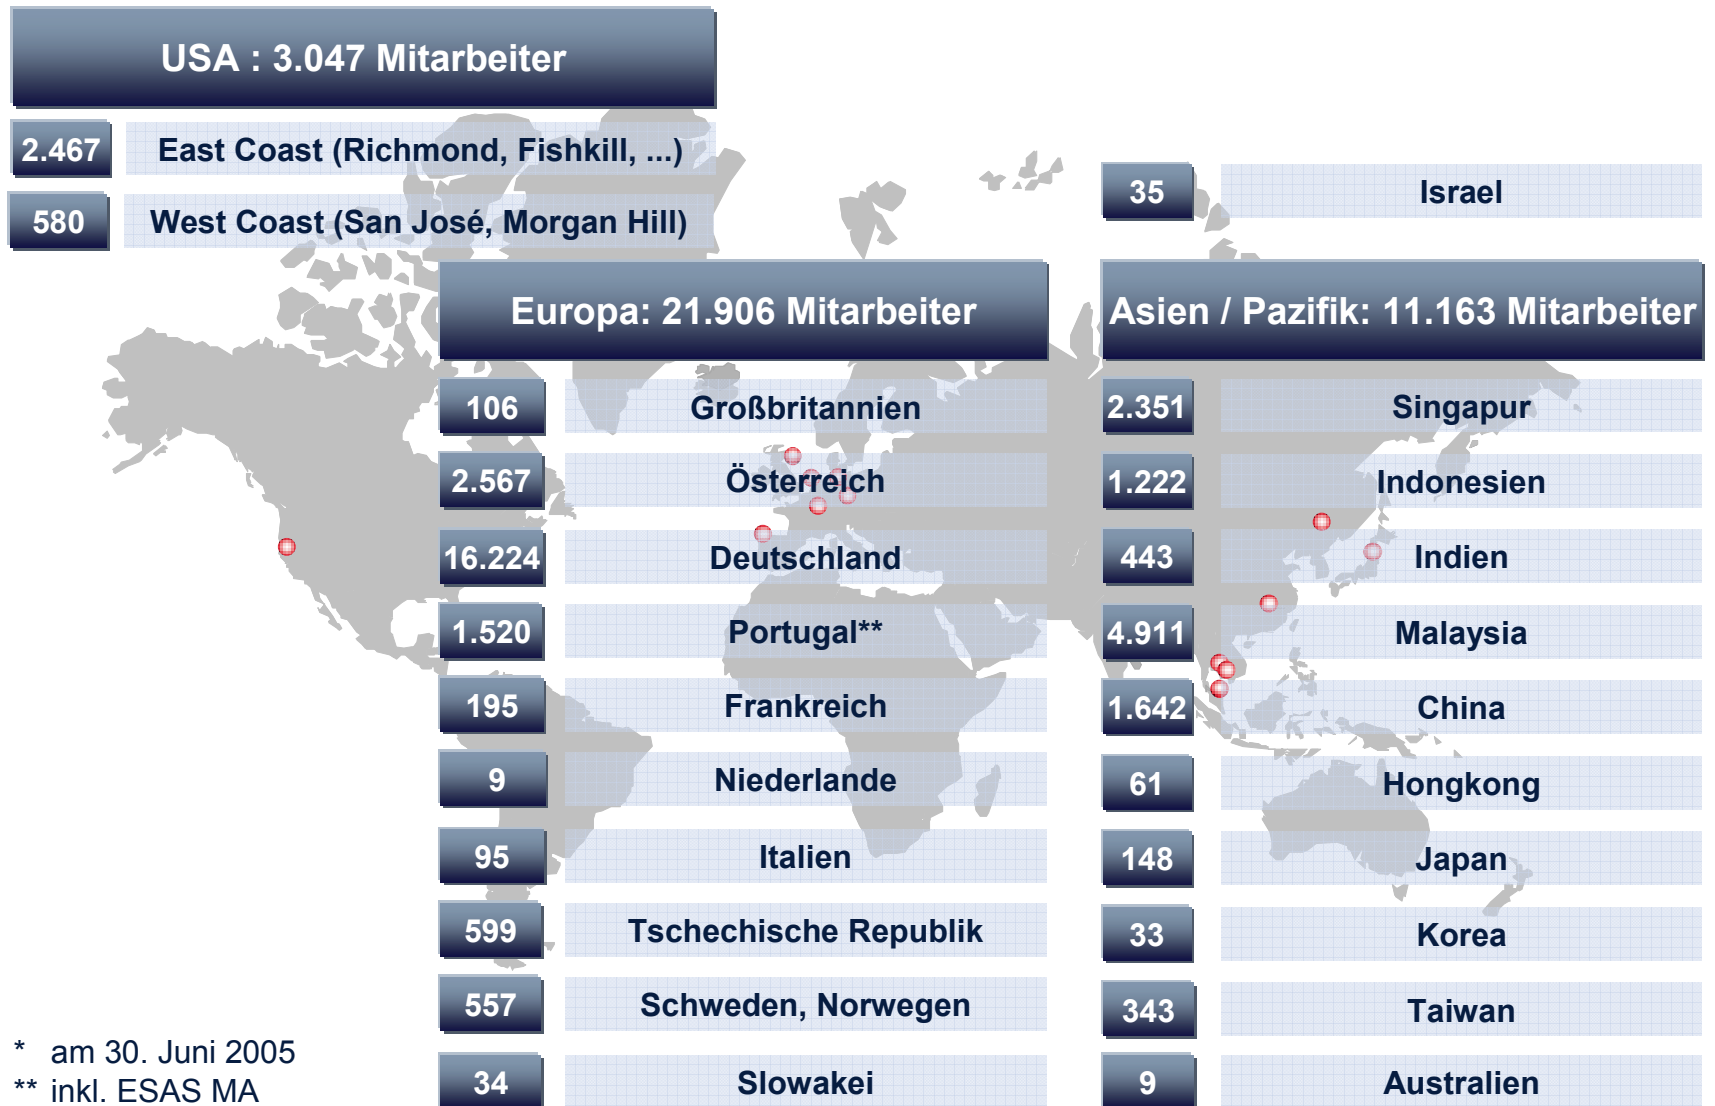 USA : 3.047 Mitarbeiter
2.467 East Coast (Richmond, Fishkill, ...)
580 West Coast (San José, Morgan Hill)
35 Israel
Europa: 21.906 Mitarbeiter
106 Großbritannien
2.567 Österreich
16.224 Deutschland
1.520 Portugal**
195 Frankreich
9 Niederlande
95 Italien
599 Tschechische Republik
557 Schweden, Norwegen
34 Slowakei
Asien / Pazifik: 11.163 Mitarbeiter
2.351 Singapur
1.222 Indonesien
443 Indien
4.911 Malaysia
1.642 China
61 Hongkong
148 Japan
33 Korea
343 Taiwan
9 Australien
* am 30. Juni 2005
** inkl. ESAS MA